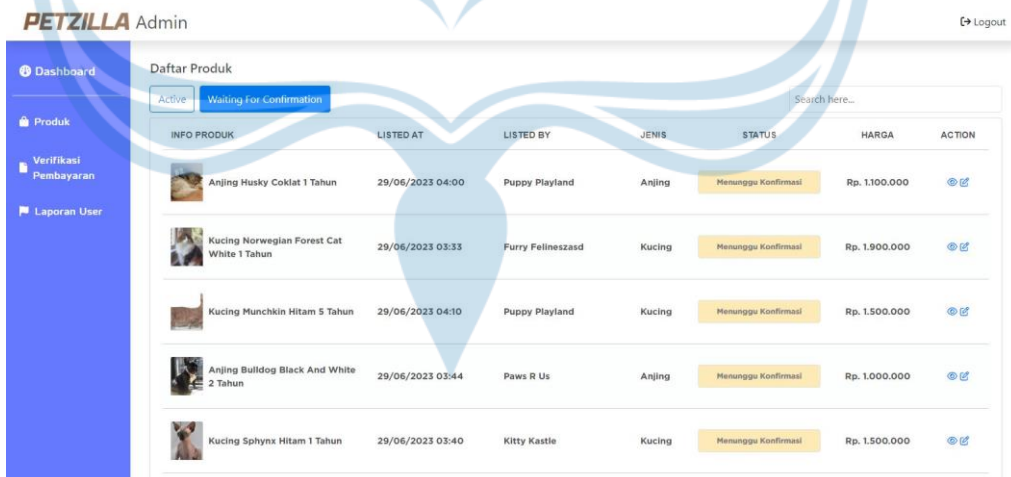 PETZILLA Admin
Logout
Dashboard
Produk
Verifikasi
Pembayaran
Laporan User
Daftar Produk
Active Waiting For Confirmation Search here...
INFO PRODUK LISTED AT LISTED BY JENIS STATUS HARGA ACTION
Anjing Husky Coklat 1 Tahun 29/06/2023 04:00 Puppy Playland Anjing Menunggu Konfirmasi Rp. 1.100.000
Kucing Norwegian Forest Cat
White 1 Tahun 29/06/2023 03:33 Furry Felineszasd Kucing Menunggu Konfirmasi Rp. 1.900.000
Kucing Munchkin Hitam 5 Tahun 29/06/2023 04:10 Puppy Playland Kucing Menunggu Konfirmasi Rp. 1.500.000
Anjing Bulldog Black And White
2 Tahun 29/06/2023 03:44 Paws R Us Anjing Menunggu Konfirmasi Rp. 1.000.000
Kucing Sphynx Hitam 1 Tahun 29/06/2023 03:40 Kitty Kastle Kucing Menunggu Konfirmasi Rp. 1.500.000